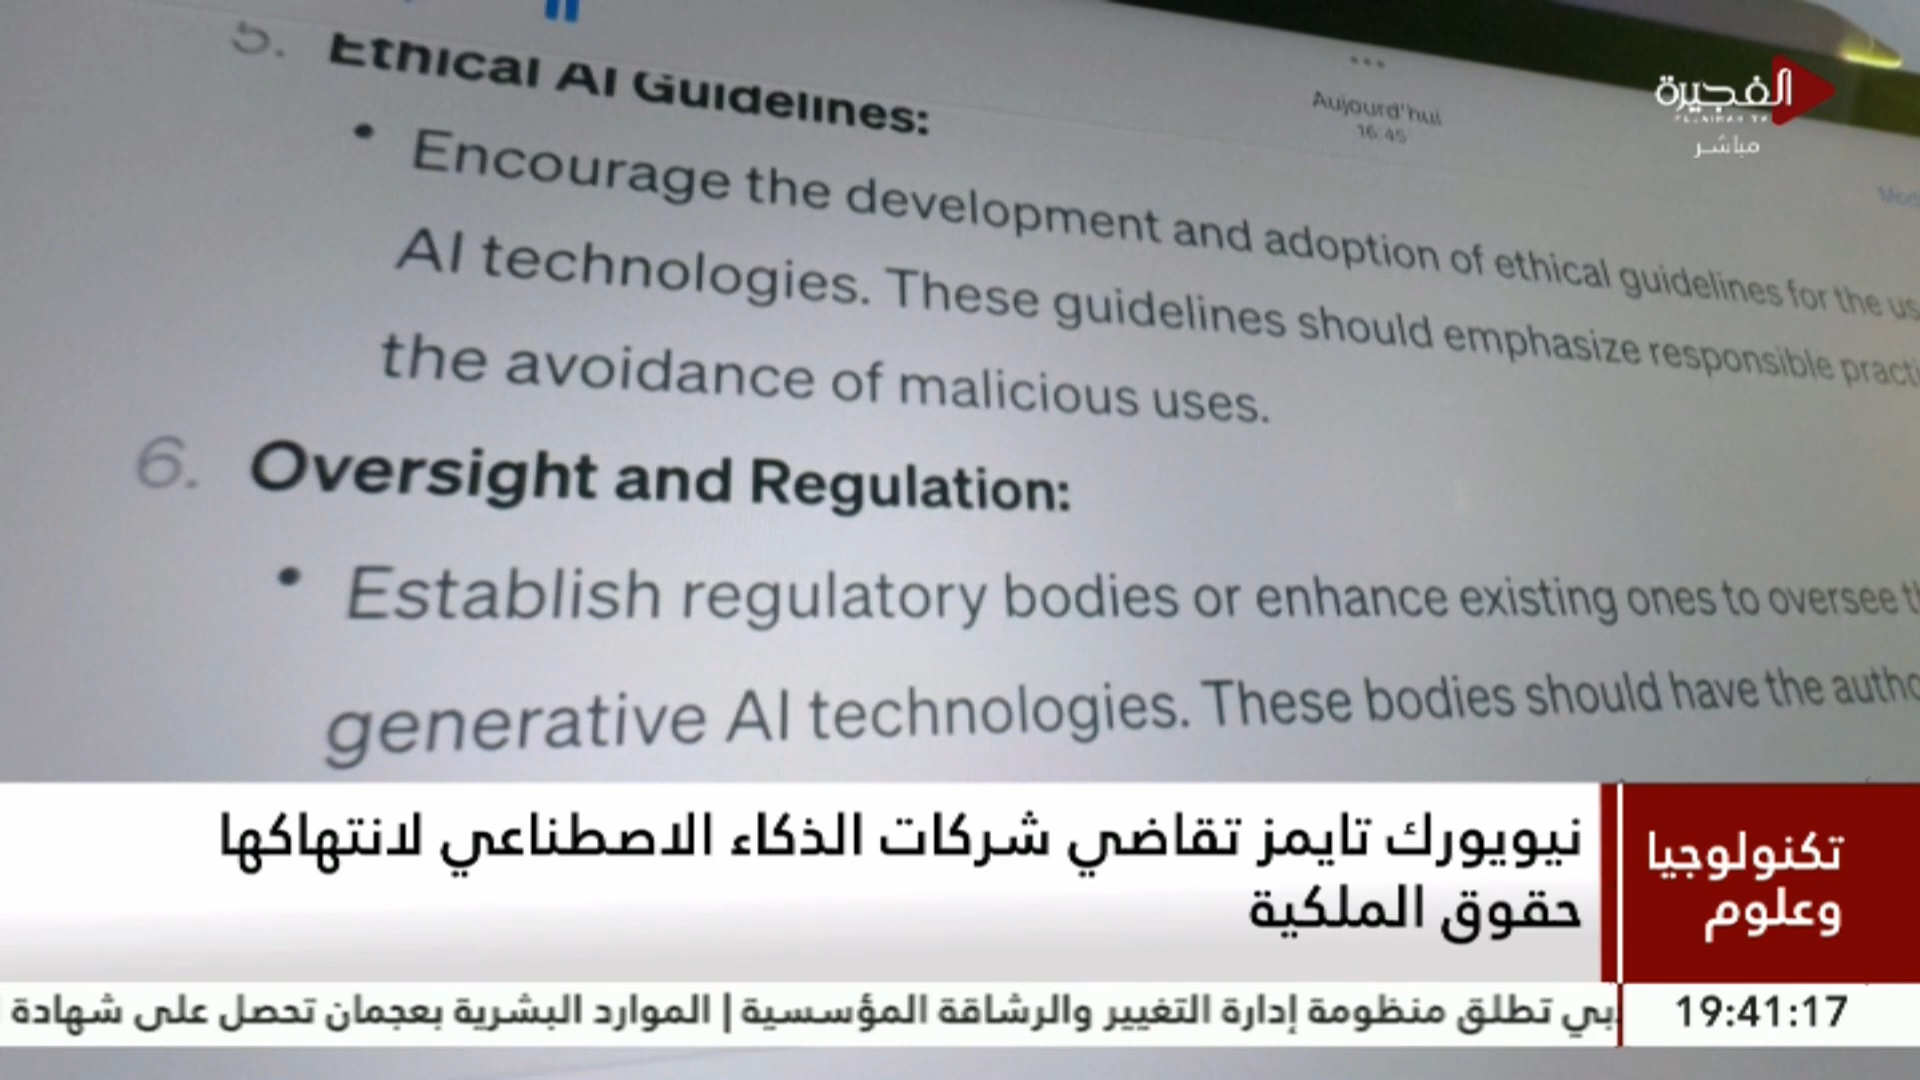 5. Ethical AI Guidelines:
• Encourage the development and adoption of ethical guidelines for the
AI technologies. These guidelines should emphasize responsible
the avoidance of malicious uses.
6. Oversight and Regulation:
• Establish regulatory bodies or enhance existing ones to oversee
generative AI technologies. These bodies should have the
•••
Aujourd'hui
16:45
الفجيرة
FUJAIRAH TV
مباشر
تكنولوجيا
وعلوم
نيويورك تايمز تقاضي شركات الذكاء الاصطناعي لانتهاكها
حقوق الملكية
19:41:17
تطلق منظومة إدارة التغيير والرشاقة المؤسسية | الموارد البشرية بعجمان تحصل على شهادة